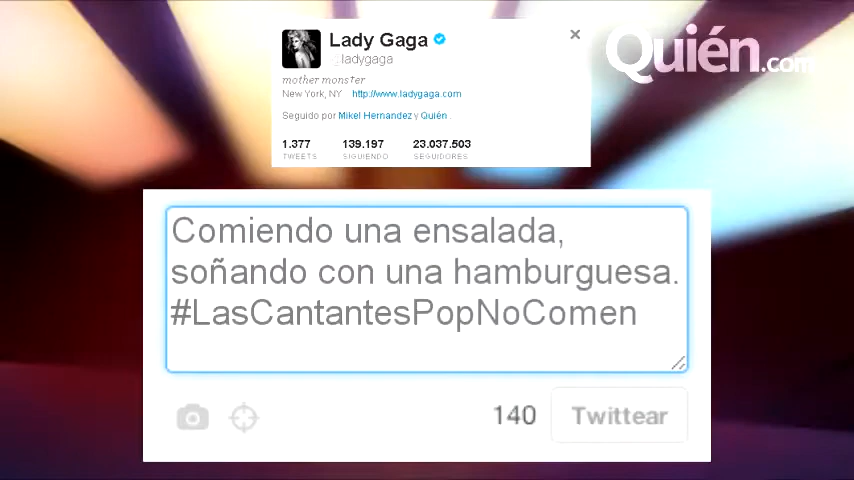 Lady Gaga
@ladygaga
mother monster
New York, NY http://www.ladygaga.com
Seguido por Mikel Hernandez y Quién .
1.377 139.197 23.037.503
TWEETS SIGUIENDO SEGUIDORES
Quién.com
Comiendo una ensalada,
soñando con una hamburguesa.
#LasCantantesPopNoComen
140 Twittear